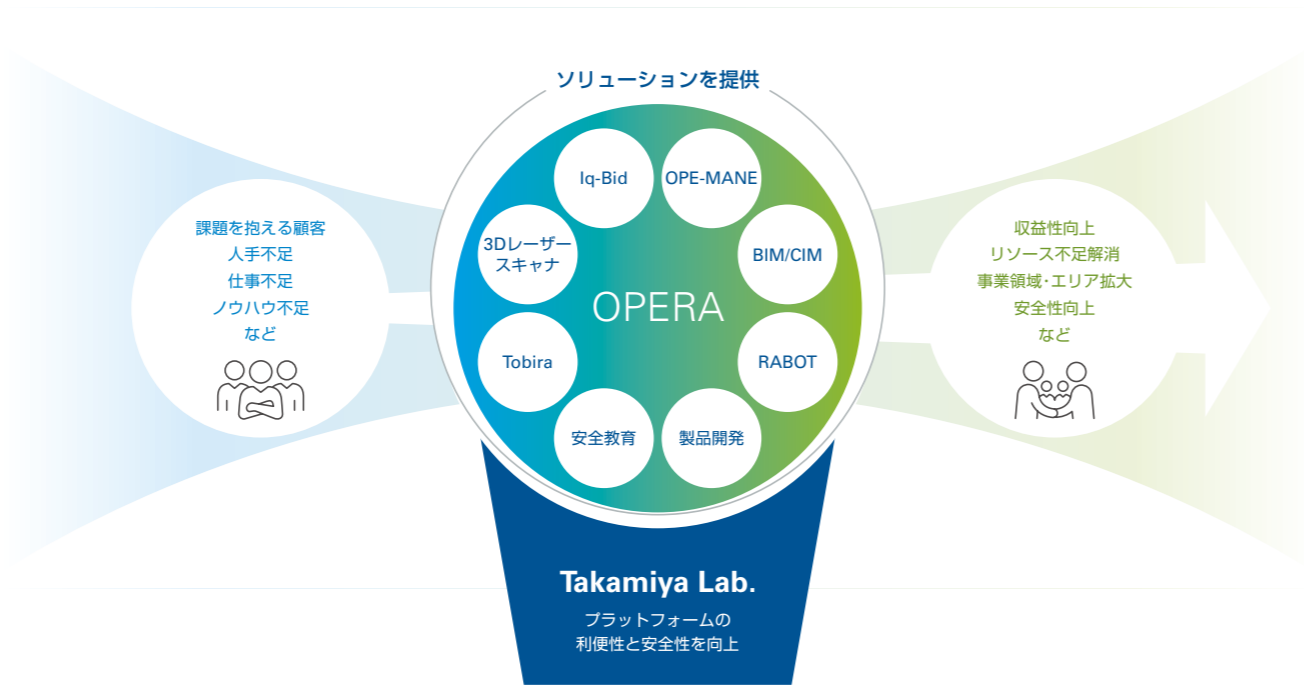 ソリューションを提供
課題を抱える顧客
人手不足
仕事不足
ノウハウ不足
など
Iq-Bid
OPE-MANE
3Dレーザー
スキャナ
BIM/CIM
OPERA
Tobira
RABOT
安全教育
製品開発
収益性向上
リソース不足解消
事業領域・エリア拡大
安全性向上
など
Takamiya Lab.
プラットフォームの
利便性と安全性を向上